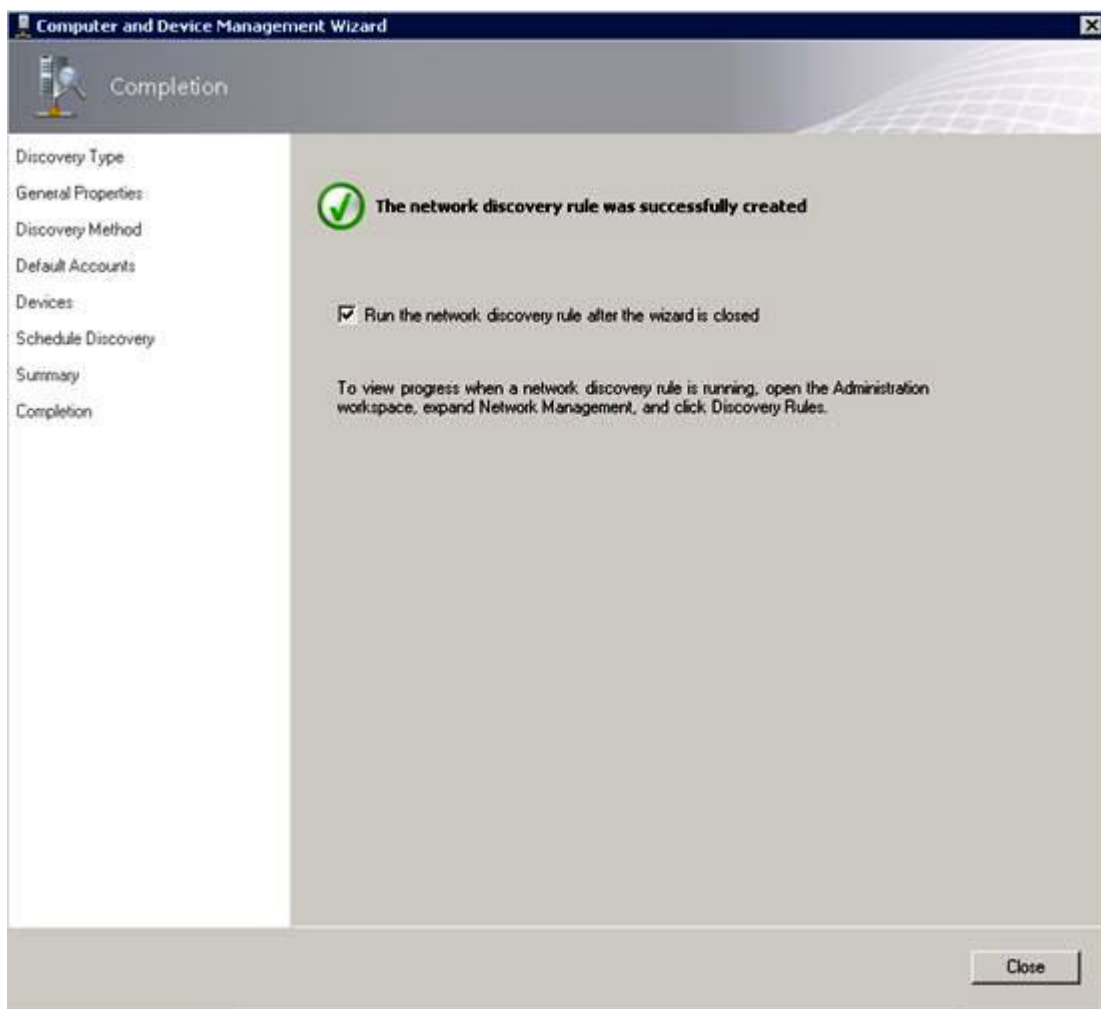 Computer and Device Management Wizard
Completion
Discovery Type
General Properties
Discovery Method
Default Accounts
Devices
Schedule Discovery
Summary
Completion
The network discovery rule was successfully created
Run the network discovery rule after the wizard is closed
To view progress when a network discovery rule is running, open the Administration
workspace, expand Network Management, and click Discovery Rules.
Close